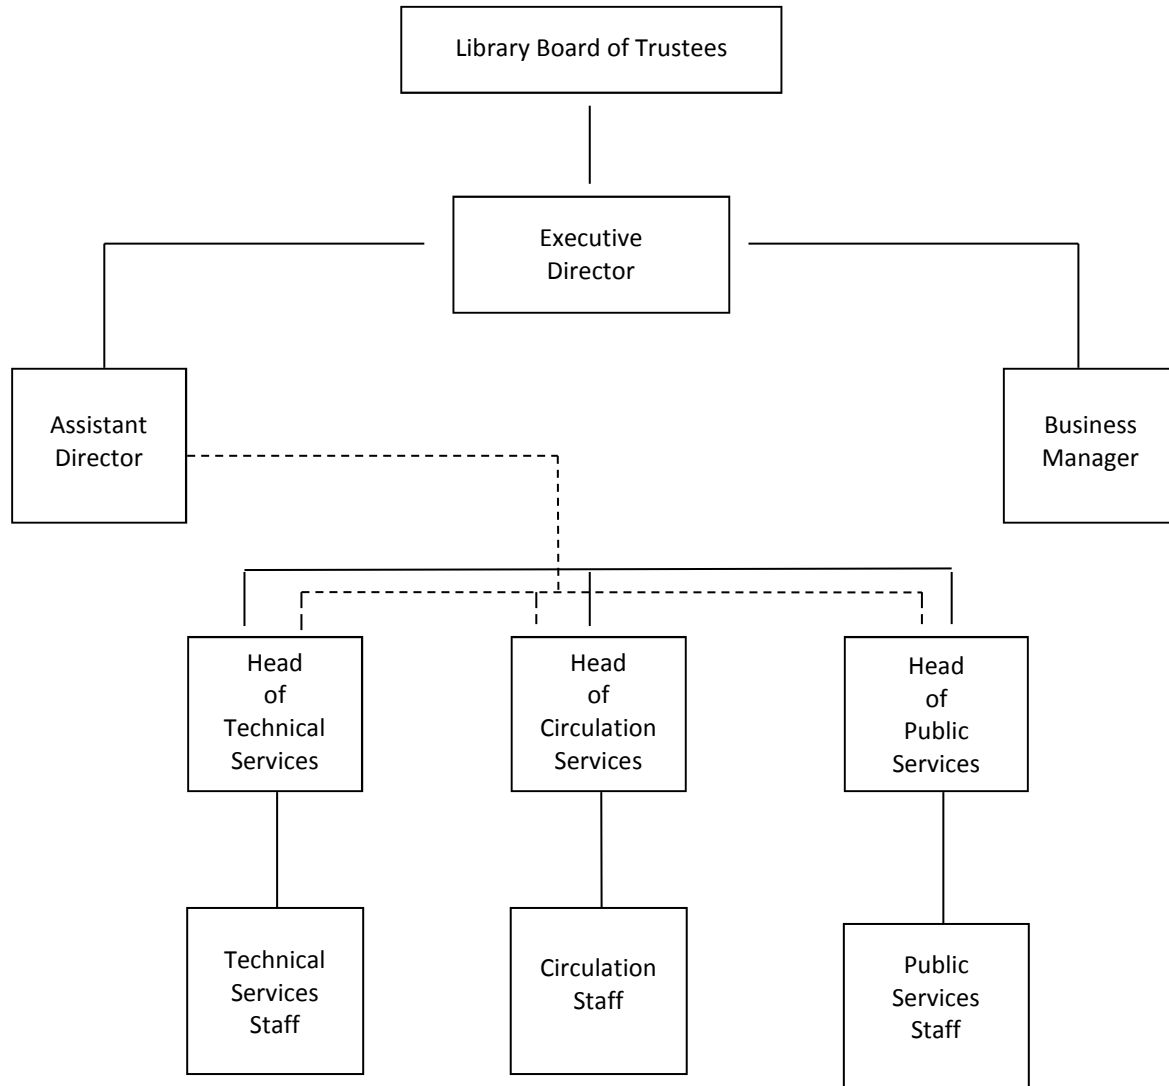 Library Board of Trustees
Executive
Director
Assistant
Director
Business
Manager
Head
of
Technical
Services
Head
of
Circulation
Services
Head
of
Public
Services
Technical
Services
Staff
Circulation
Staff
Public
Services
Staff